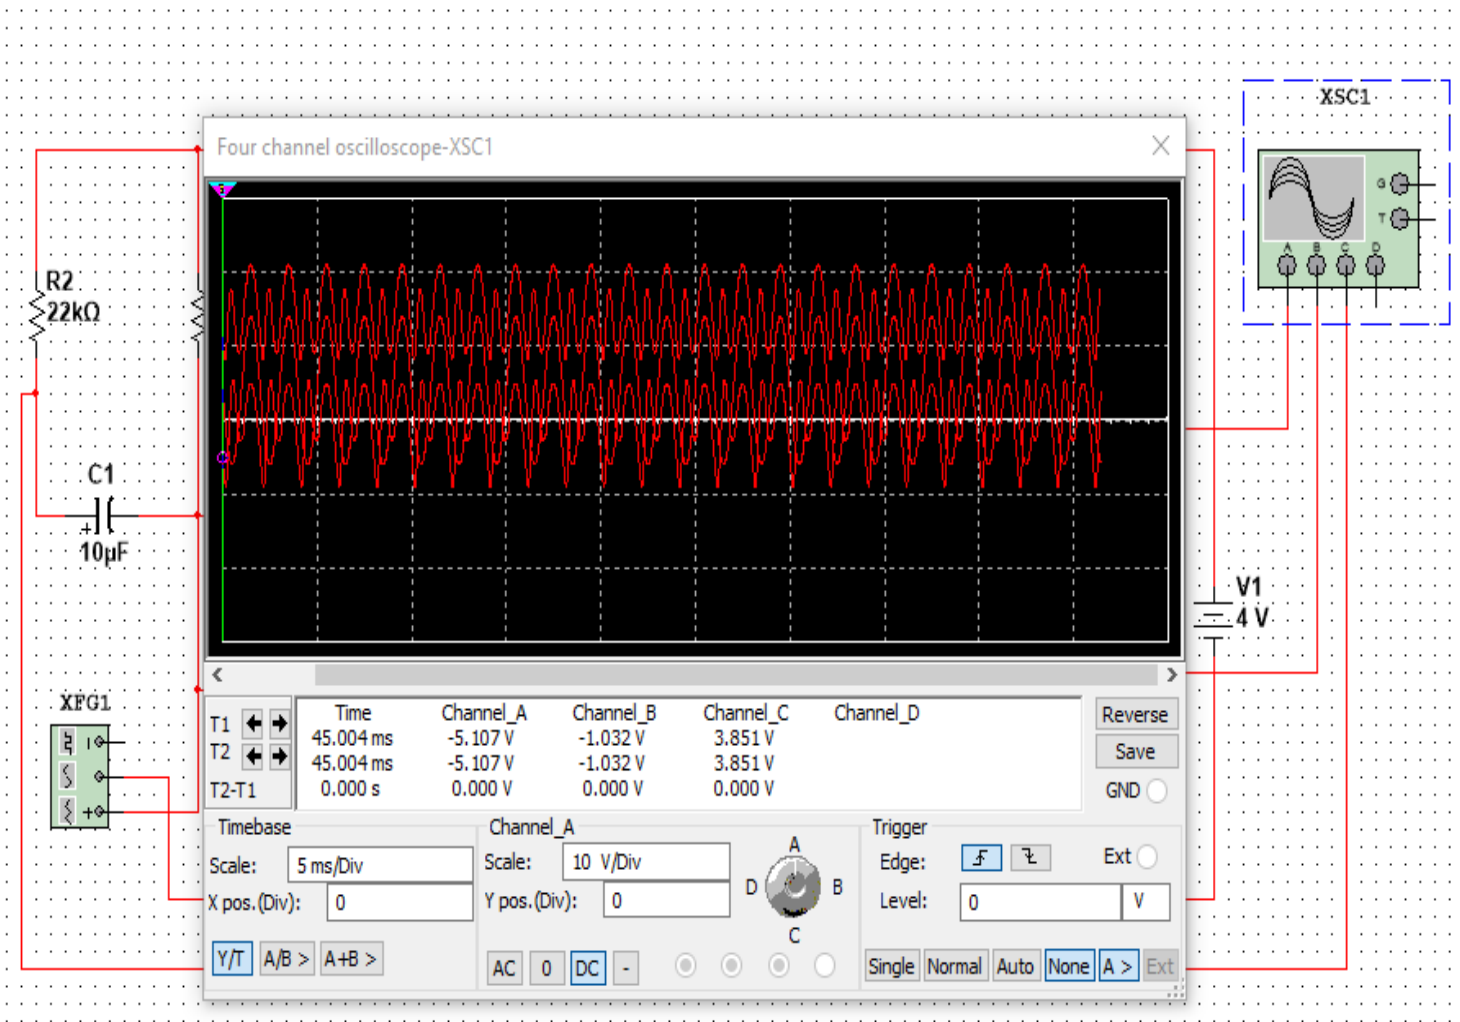 XSC1
G
T
A B C D
Four channel oscilloscope-XSC1
R2
22kΩ
C1
+
10µF
XFG1
+
V1
4 V
Time Channel_A Channel_B Channel_C Channel_D
T1 45.004 ms -5.107 V -1.032 V 3.851 V
T2 45.004 ms -5.107 V -1.032 V 3.851 V
T2-T1 0.000 s 0.000 V 0.000 V 0.000 V
Reverse
Save
GND
Timebase
Scale: 5 ms/Div
X pos.(Div): 0
Y/T A/B > A+B >
Channel_A
Scale: 10 V/Div
Y pos.(Div): 0
AC 0 DC -
A
D B
C
Trigger
Edge: Ext
Level: 0 V
Single Normal Auto None A > Ext